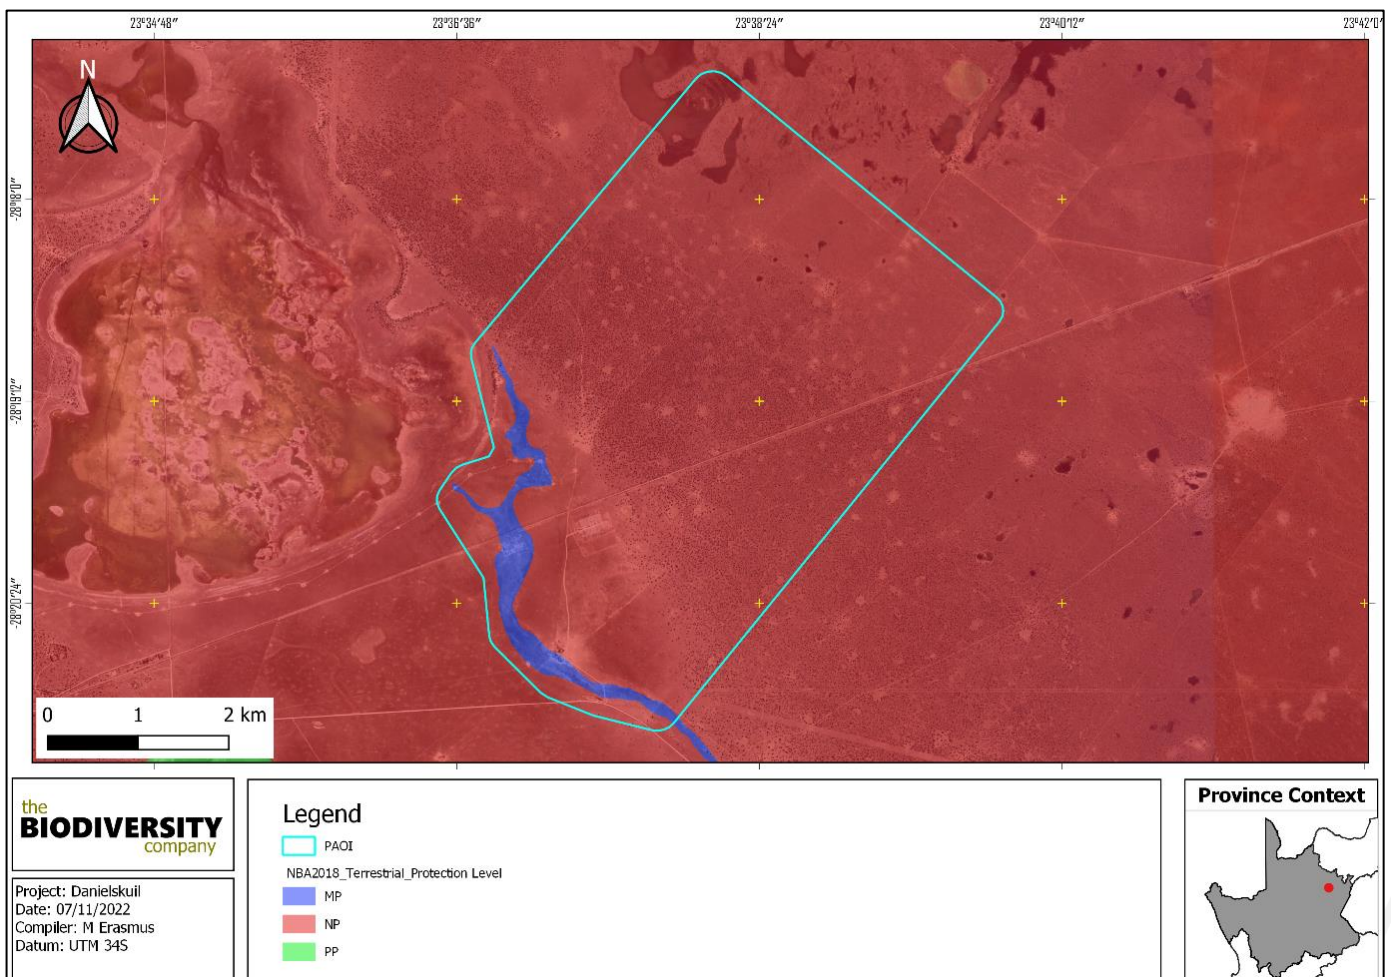 23°34'48" 23°36'36" 23°38'24" 23°40'12" 23°42'0"
N
-28°18'0"
-28°19'12"
-28°20'24"
0 1 2 km
the
BIODIVERSITY
company
Project: Danielskuil
Date: 07/11/2022
Compiler: M Erasmus
Datum: UTM 34S
Legend
PAOI
NBA2018_Terrestrial_Protection Level
MP
NP
PP
Province Context